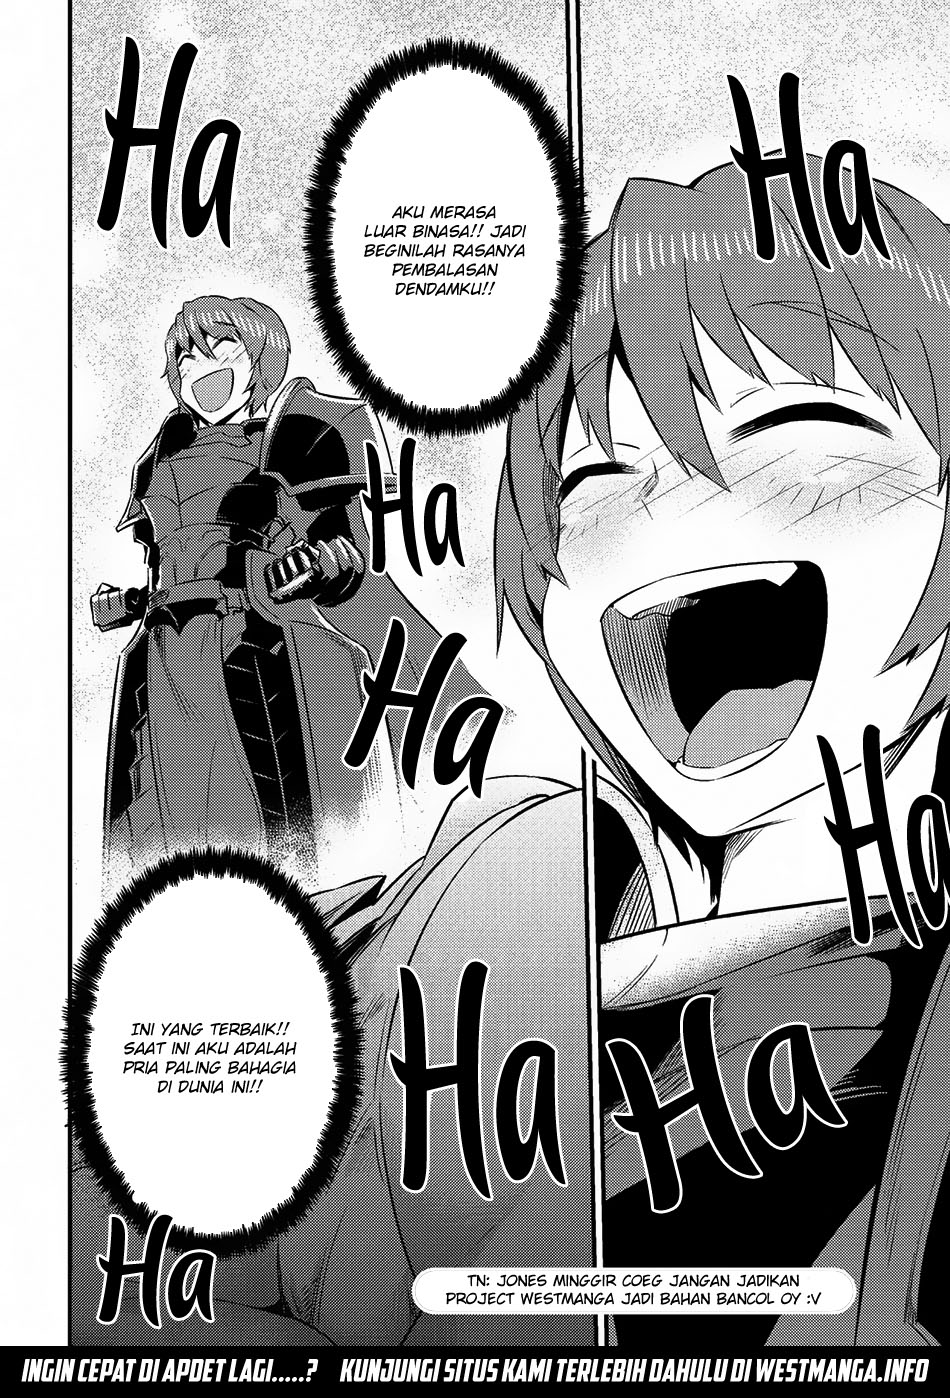 Ha
Ha
AKU MERASA
LUAR BINASA!! JADI
BEGINILAH RASANYA
PEMBALASAN
DENDAMKU!!
Ha
Ha
Ha
INI YANG TERBAIK!!
SAAT INI AKU ADALAH
PRIA PALING BAHAGIA
DI DUNIA INI!!
Ha
Ha
Ha
TN: JONES MINGGIR COEG JANGAN JADIKAN
PROJECT WESTMANGA JADI BAHAN BANCOL OY :V
INGIN CEPAT DI APDET LAGI.....? KUNJUNGI SITUS KAMI TERLEBIH DAHULU DI WESTMANGA.INFO